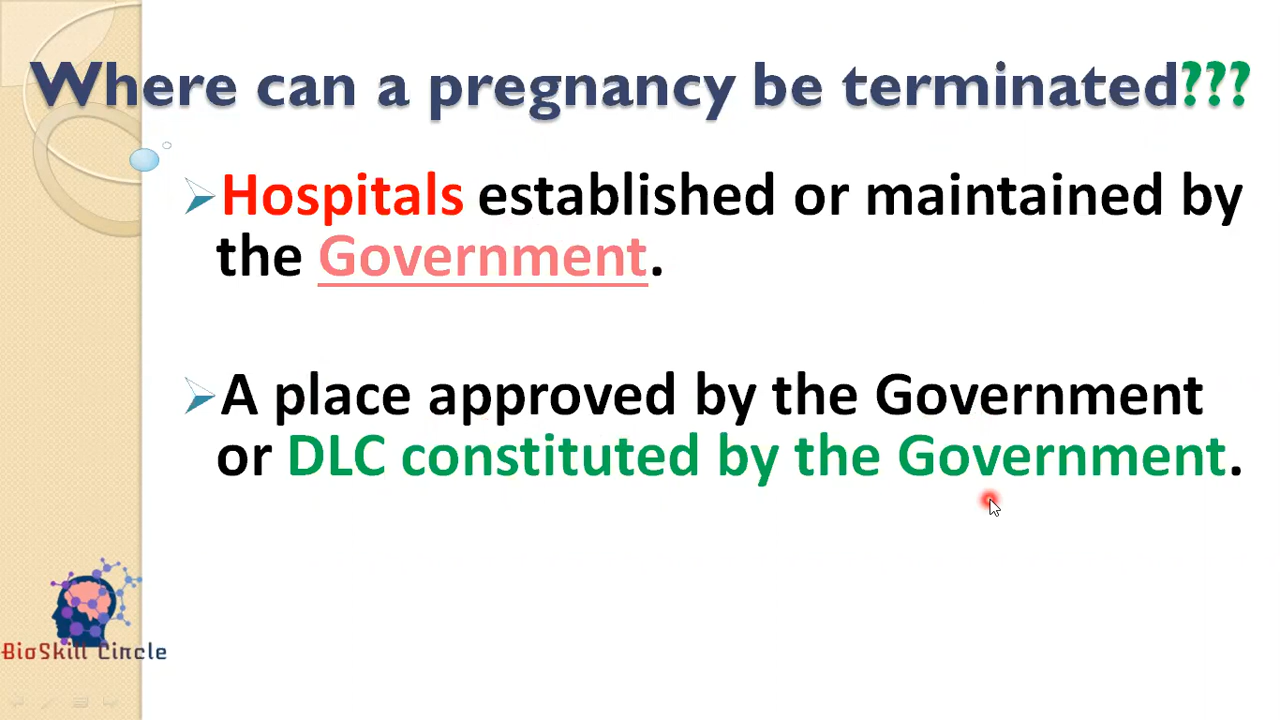 Where can a pregnancy be terminated???
Hospitals established or maintained by
the Government.
A place approved by the Government
or DLC constituted by the Government.
BioSkill Circle